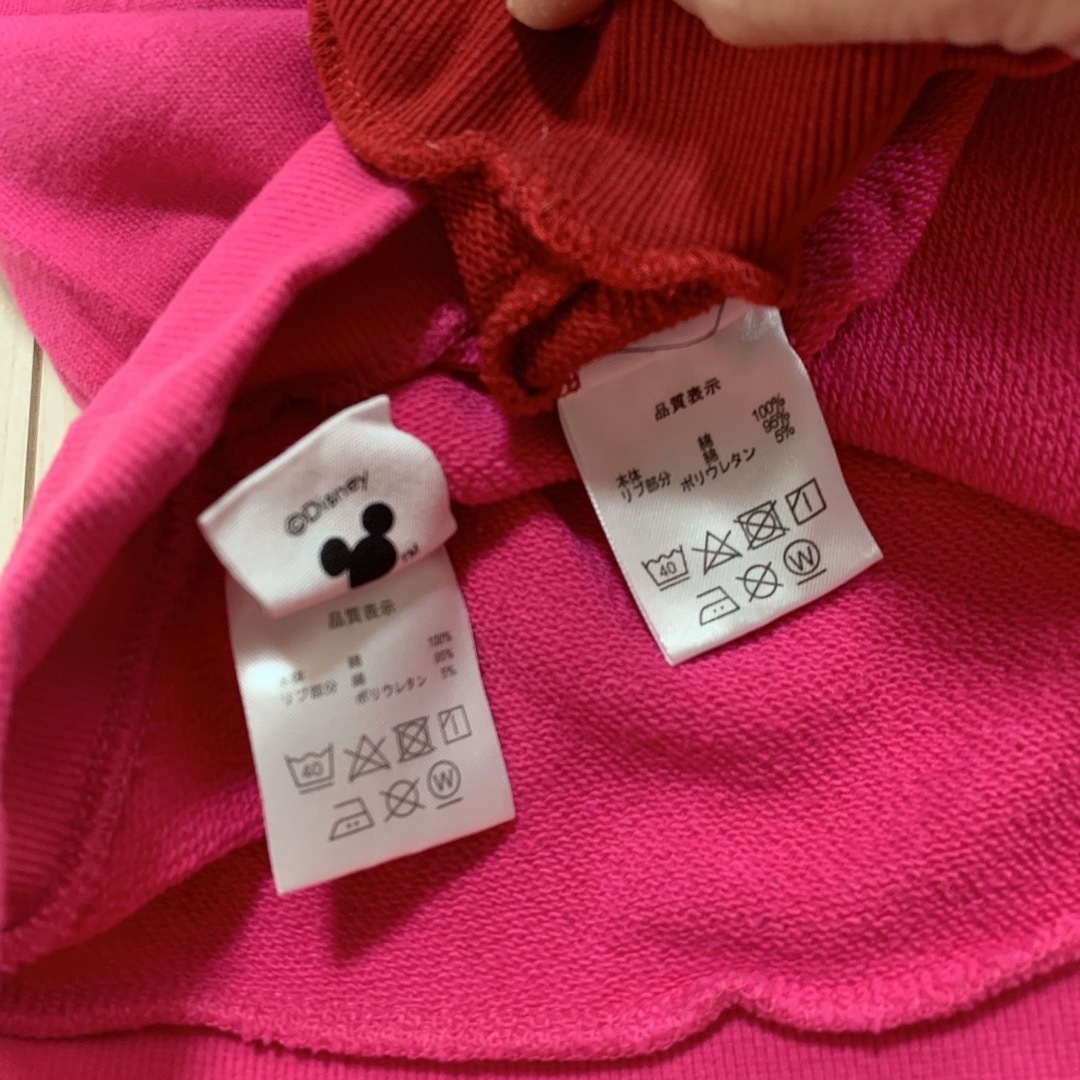 ©Disney
TM
品質表示
本体 綿 100%
リブ部分 綿 95%
ポリウレタン 5%
40
W
品質表示
本体 綿 100%
リブ部分 綿 95%
ポリウレタン 5%
40
W